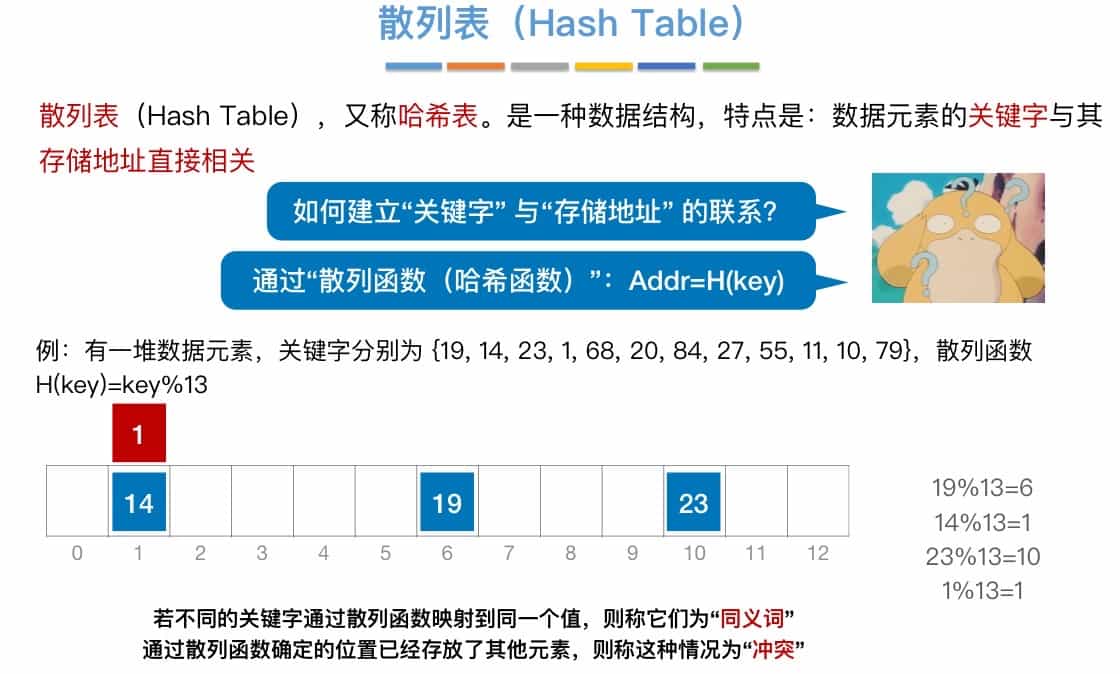 散列表（Hash Table）
散列表（Hash Table），又称哈希表。是一种数据结构，特点是：数据元素的关键字与其
存储地址直接相关
如何建立“关键字” 与“存储地址” 的联系？
通过“散列函数（哈希函数）”：Addr=H(key)
例：有一堆数据元素，关键字分别为 {19, 14, 23, 1, 68, 20, 84, 27, 55, 11, 10, 79}，散列函数
H(key)=key%13
1
14 19 23
0 1 2 3 4 5 6 7 8 9 10 11 12
19%13=6
14%13=1
23%13=10
1%13=1
若不同的关键字通过散列函数映射到同一个值，则称它们为“同义词”
通过散列函数确定的位置已经存放了其他元素，则称这种情况为“冲突”